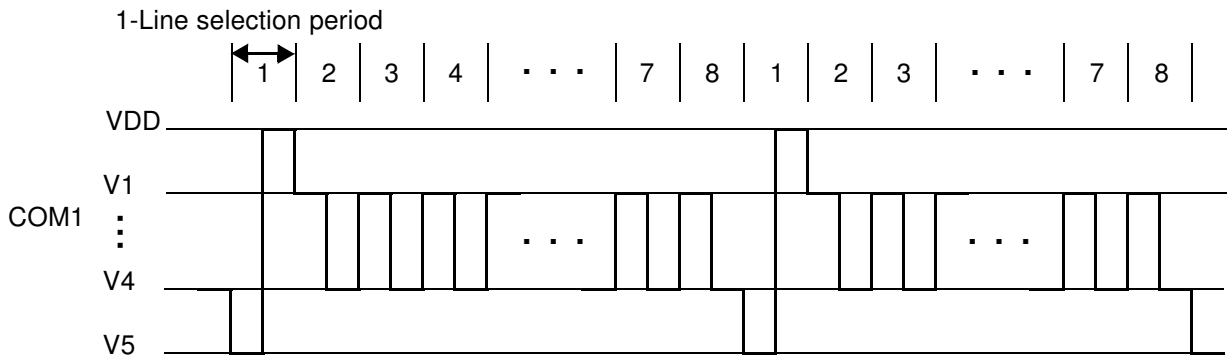 1-Line selection period
1 2 3 4 . . . 7 8 1 2 3 . . . 7 8
VDD
V1
COM1
. . .
V4
V5